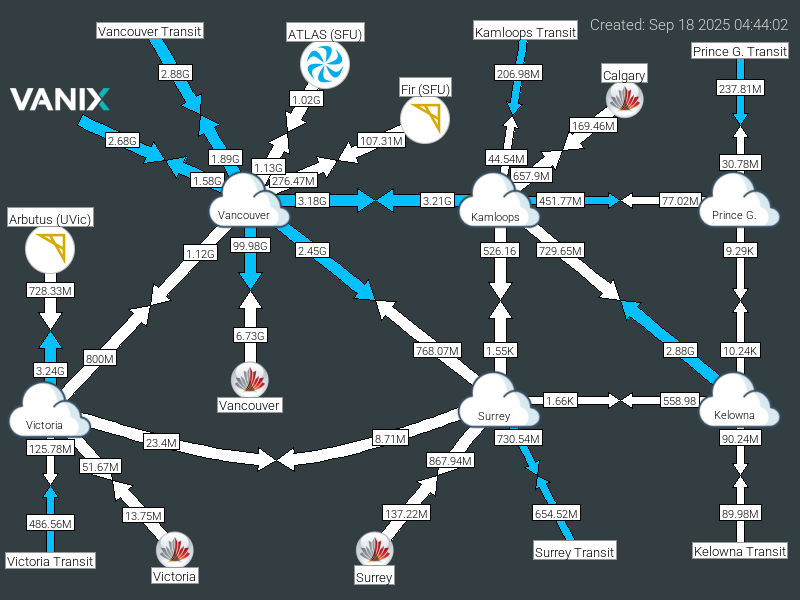 Created: Sep 18 2025 04:44:02
Vancouver Transit
ATLAS (SFU)
Kamloops Transit
Prince G. Transit
2.88G
206.98M
Calgary
237.81M
VANIX
1.02G
Fir (SFU)
2.68G
107.31M
169.46M
1.89G
1.13G
44.54M
30.78M
1.58G
276.47M
657.9M
3.18G
3.21G
451.77M
77.02M
Arbutus (UVic)
Vancouver
Kamloops
Prince G.
1.12G
99.98G
2.45G
526.16
729.65M
9.29K
728.33M
6.73G
800M
768.07M
1.55K
2.88G
10.24K
3.24G
Vancouver
1.66K
558.98
Victoria
Surrey
Kelowna
125.78M
23.4M
8.71M
730.54M
90.24M
51.67M
867.94M
486.56M
13.75M
137.22M
654.52M
89.98M
Victoria Transit
Victoria
Surrey
Surrey Transit
Kelowna Transit